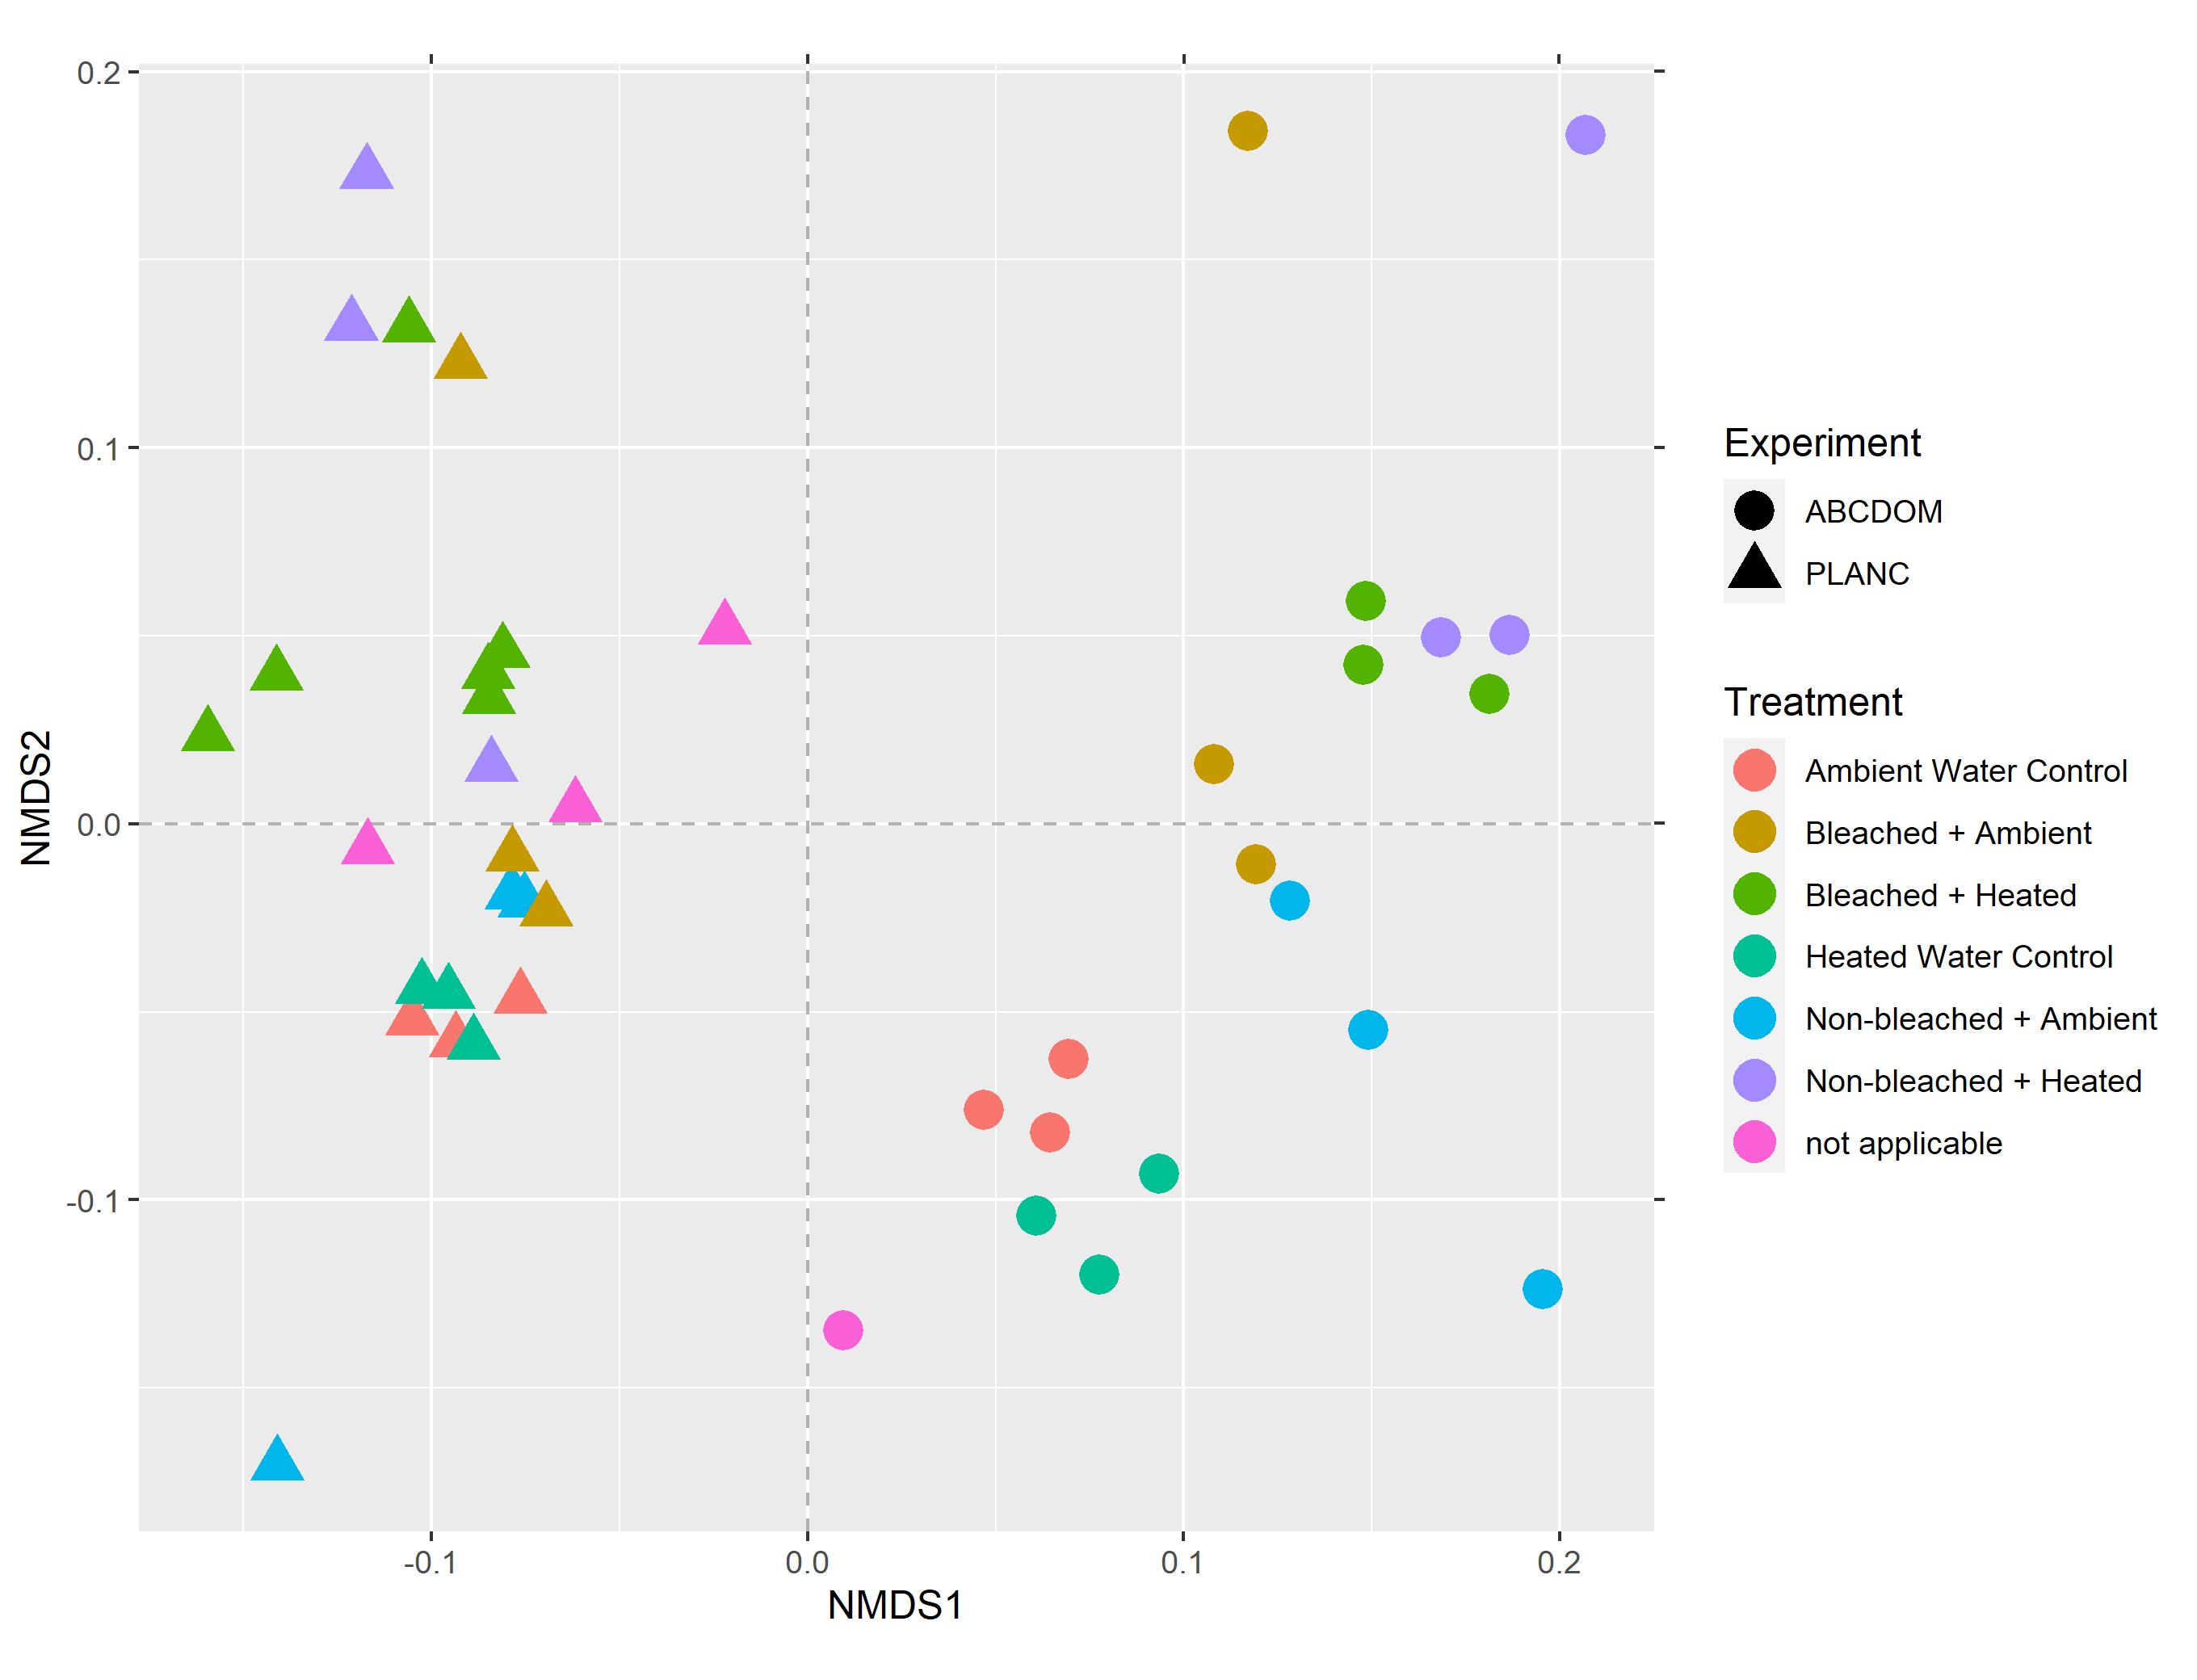 0.2
0.1
0.0
-0.1
NMDS2
-0.1
0.0
0.1
0.2
NMDS1
Experiment
ABCDOM
PLANC
Treatment
Ambient Water Control
Bleached + Ambient
Bleached + Heated
Heated Water Control
Non-bleached + Ambient
Non-bleached + Heated
not applicable